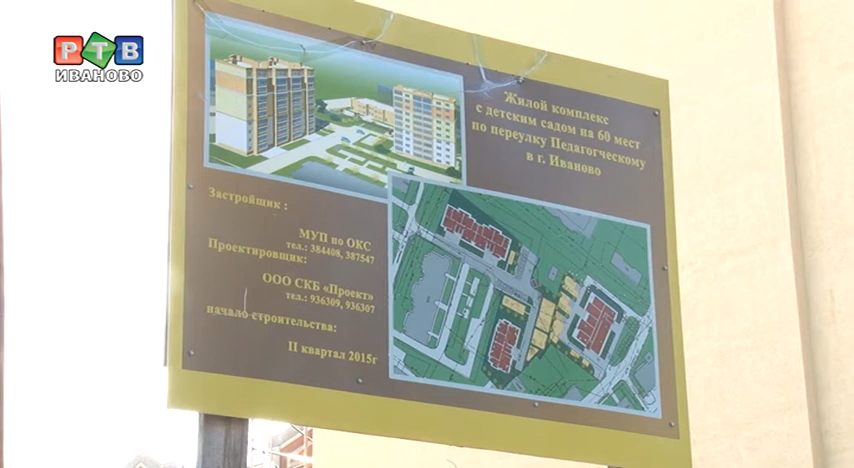 РТВ
ИВАНОВО
Жилой комплекс
с детским садом на 60 мест
по переулку Педагогческому
в г. Иваново
Застройщик :
МУП по ОКС
тел.: 384408, 387547
Проектировщик:
ООО СКБ «Проект»
тел.: 936309, 936307
начало строительства:
II квартал 2015г